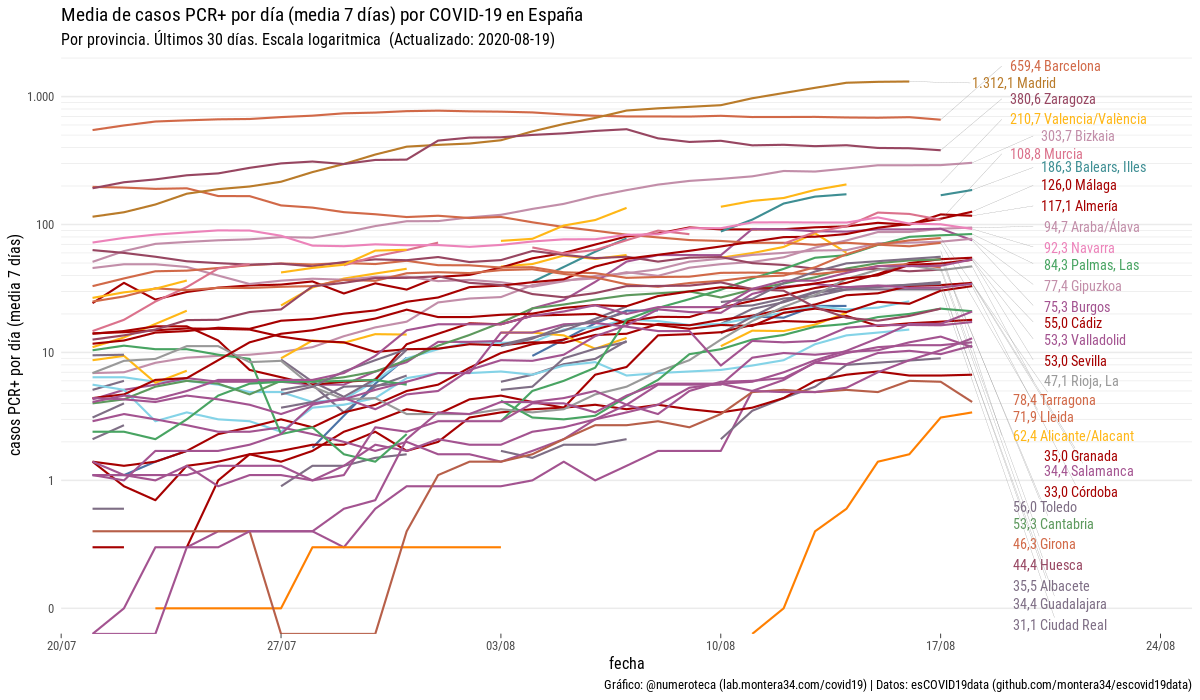 Media de casos PCR+ por día (media 7 días) por COVID-19 en España
Por provincia. Últimos 30 días. Escala logaritmica (Actualizado: 2020-08-19)
casos PCR+ por día (media 7 días)
1.000
100
10
1
0
659,4 Barcelona
1.312,1 Madrid
380,6 Zaragoza
210,7 Valencia/València
303,7 Bizkaia
108,8 Murcia
186,3 Balears, Illes
126,0 Málaga
117,1 Almería
94,7 Araba/Álava
92,3 Navarra
84,3 Palmas, Las
77,4 Gipuzkoa
75,3 Burgos
55,0 Cádiz
53,3 Valladolid
53,0 Sevilla
47,1 Rioja, La
78,4 Tarragona
71,9 Lleida
62,4 Alicante/Alacant
35,0 Granada
34,4 Salamanca
33,0 Córdoba
56,0 Toledo
53,3 Cantabria
46,3 Girona
44,4 Huesca
35,5 Albacete
34,4 Guadalajara
31,1 Ciudad Real
20/07
27/07
03/08
10/08
17/08
24/08
fecha
Gráfico: @numeroteca (lab.montera34.com/covid19) | Datos: esCOVID19data (github.com/montera34/escovid19data)